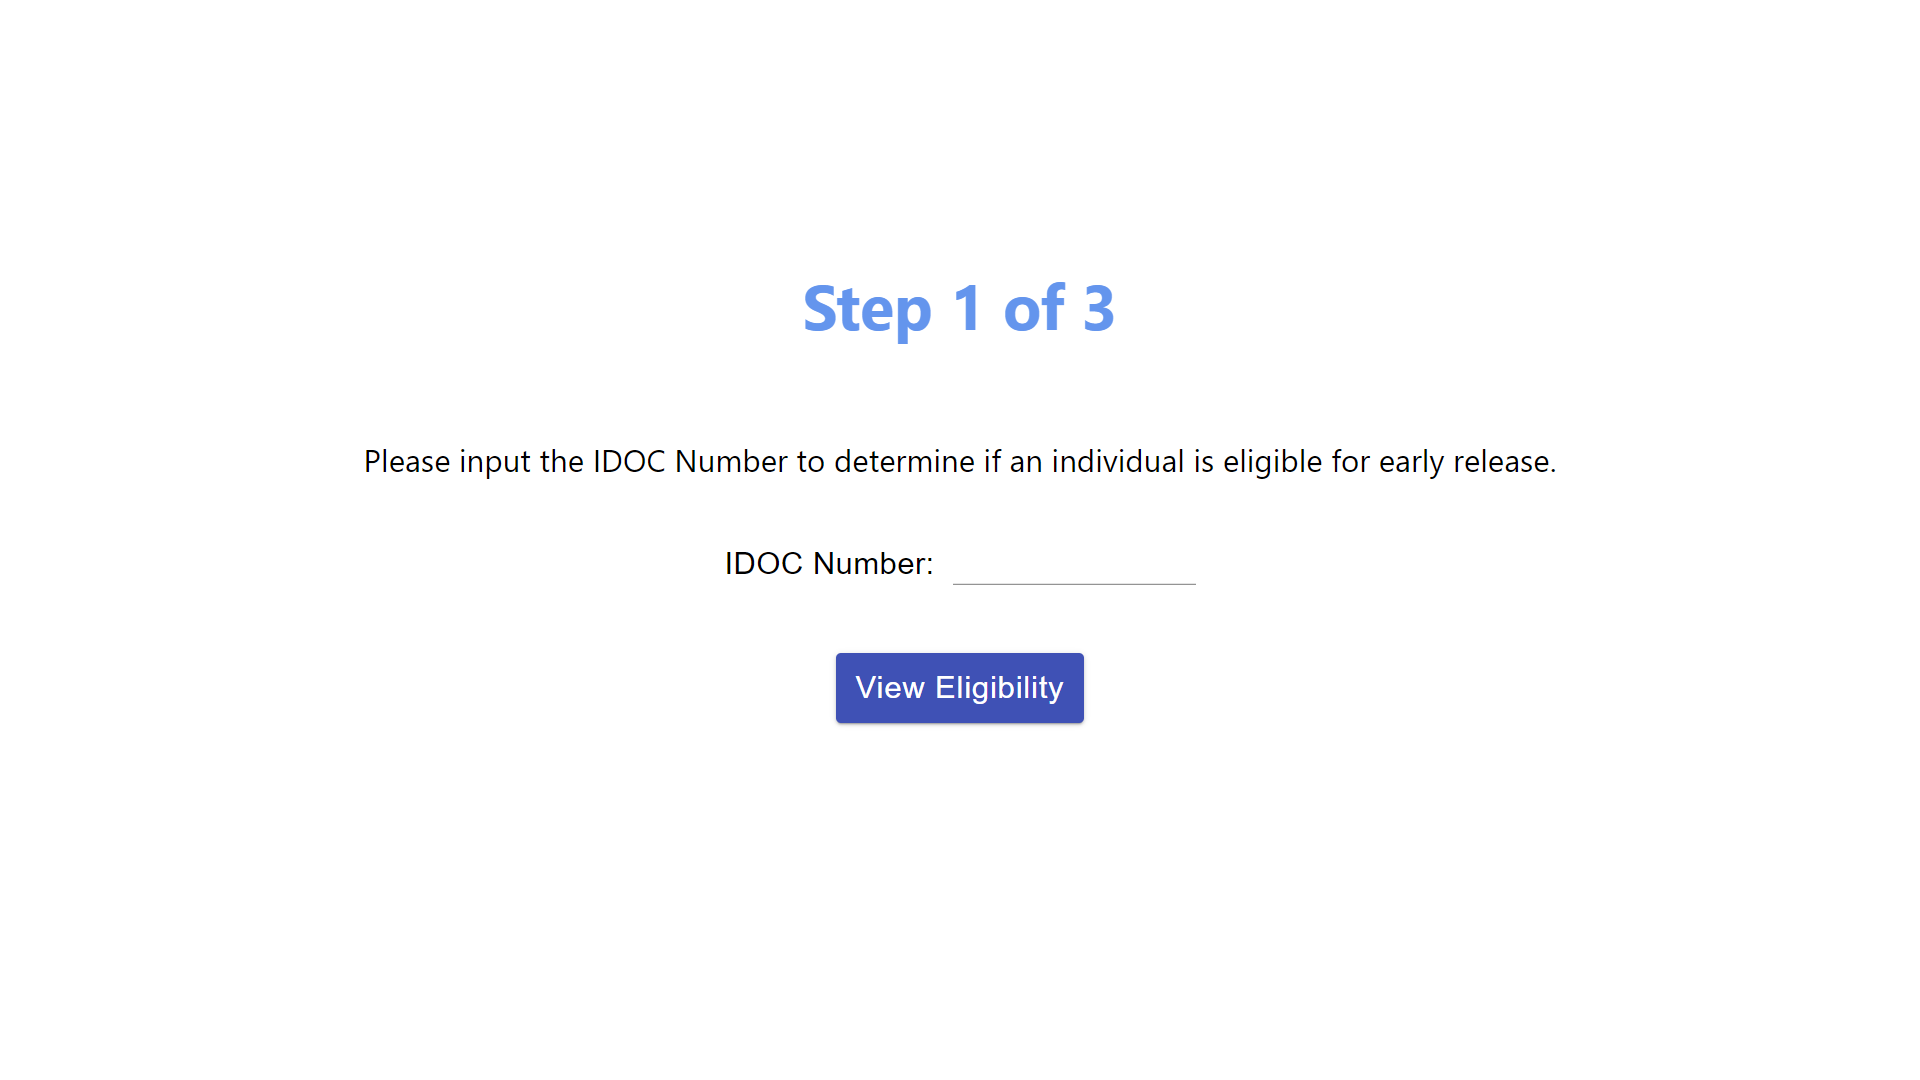 Step 1 of 3
Please input the IDOC Number to determine if an individual is eligible for early release.
IDOC Number:
View Eligibility